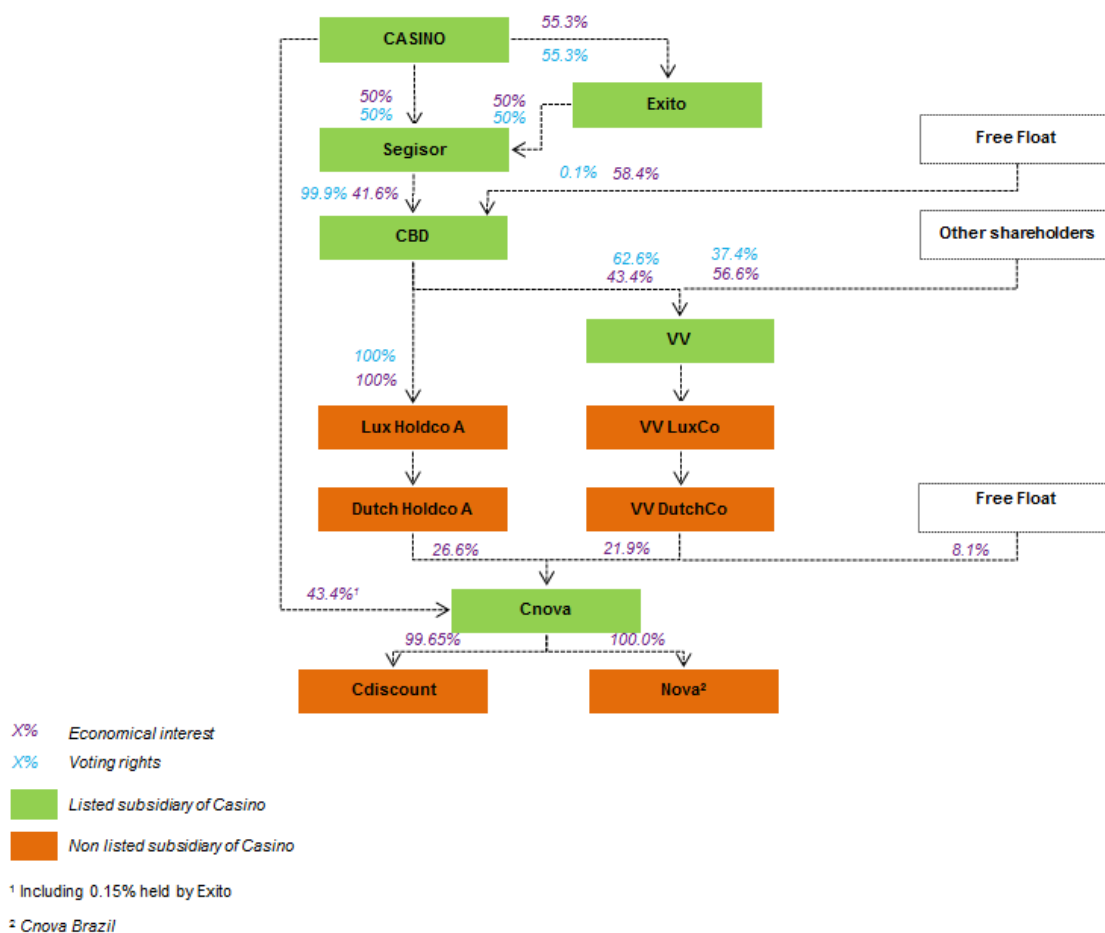 55.3%
CASINO
55.3%
50%
50%
50%
50%
Exito
Free Float
Segisor
0.1% 58.4%
99.9% 41.6%
CBD
Other shareholders
62.6%
37.4%
43.4%
56.6%
VV
100%
100%
Lux Holdco A
VV LuxCo
Dutch Holdco A
VV DutchCo
Free Float
26.6%
21.9%
8.1%
43.4%¹
Cnova
99.65%
100.0%
Cdiscount
Nova²
X% Economical interest
X% Voting rights
Listed subsidiary of Casino
Non listed subsidiary of Casino
¹ Including 0.15% held by Exito
² Cnova Brazil